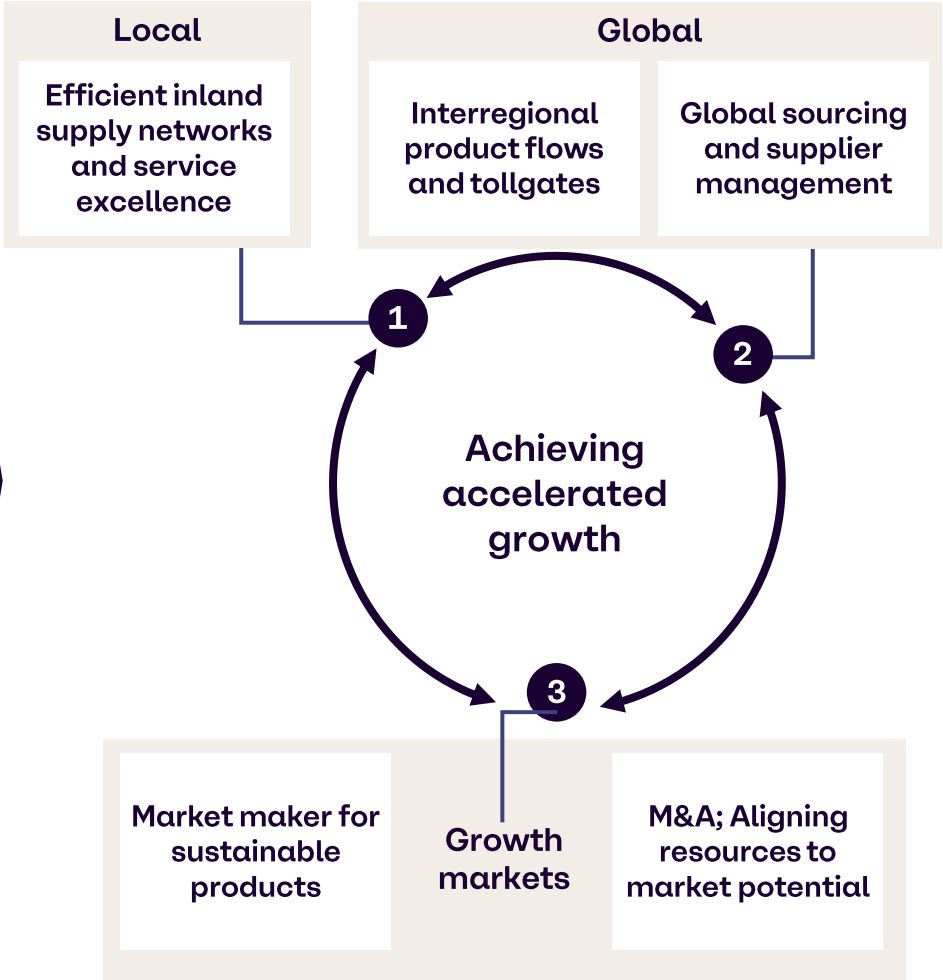 Local
Efficient inland
supply networks
and service
excellence
Global
Interregional
product flows
and tollgates
Global sourcing
and supplier
management
1
2
Achieving
accelerated
growth
3
Market maker for
sustainable
products
Growth
markets
M&A; Aligning
resources to
market potential